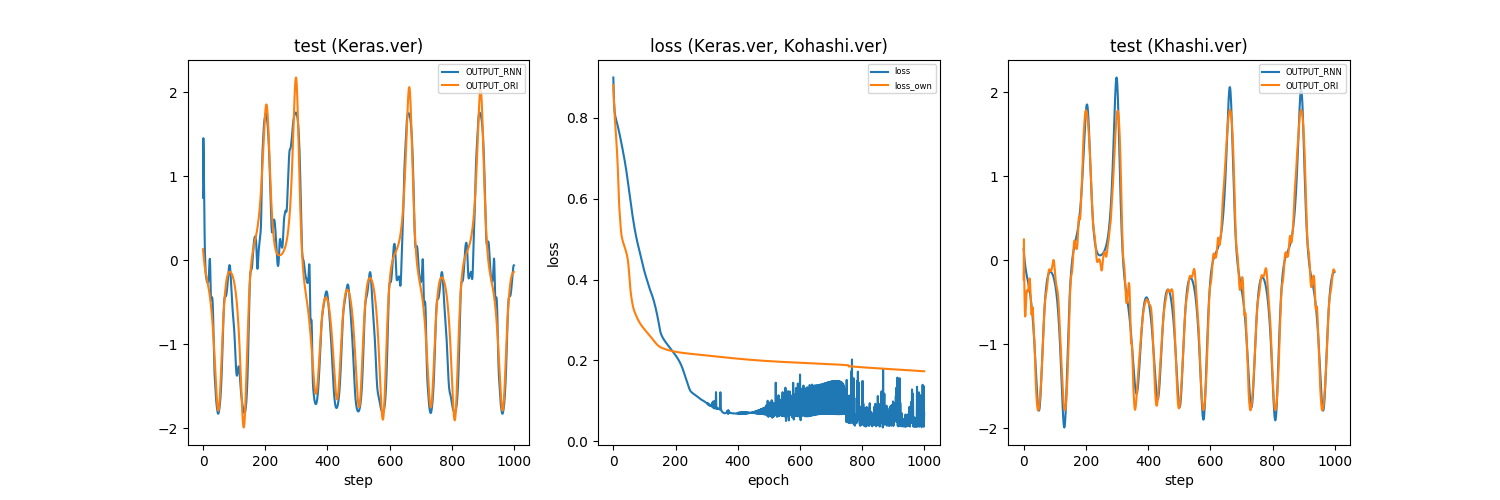 test (Keras.ver)
OUTPUT_RNN
OUTPUT_ORI
2
1
0
−1
−2
0 200 400 600 800 1000
step
loss (Keras.ver, Kohashi.ver)
loss
loss_own
0.8
0.6
0.4
0.2
0.0
loss
0 200 400 600 800 1000
epoch
test (Khashi.ver)
OUTPUT_RNN
OUTPUT_ORI
2
1
0
−1
−2
0 200 400 600 800 1000
step